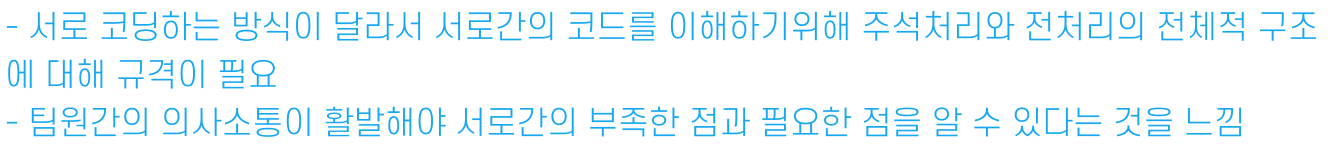 - 서로 코딩하는 방식이 달라서 서로간의 코드를 이해하기위해 주석처리와 전처리의 전체적 구조
에 대해 규격이 필요
- 팀원간의 의사소통이 활발해야 서로간의 부족한 점과 필요한 점을 알 수 있다는 것을 느낌